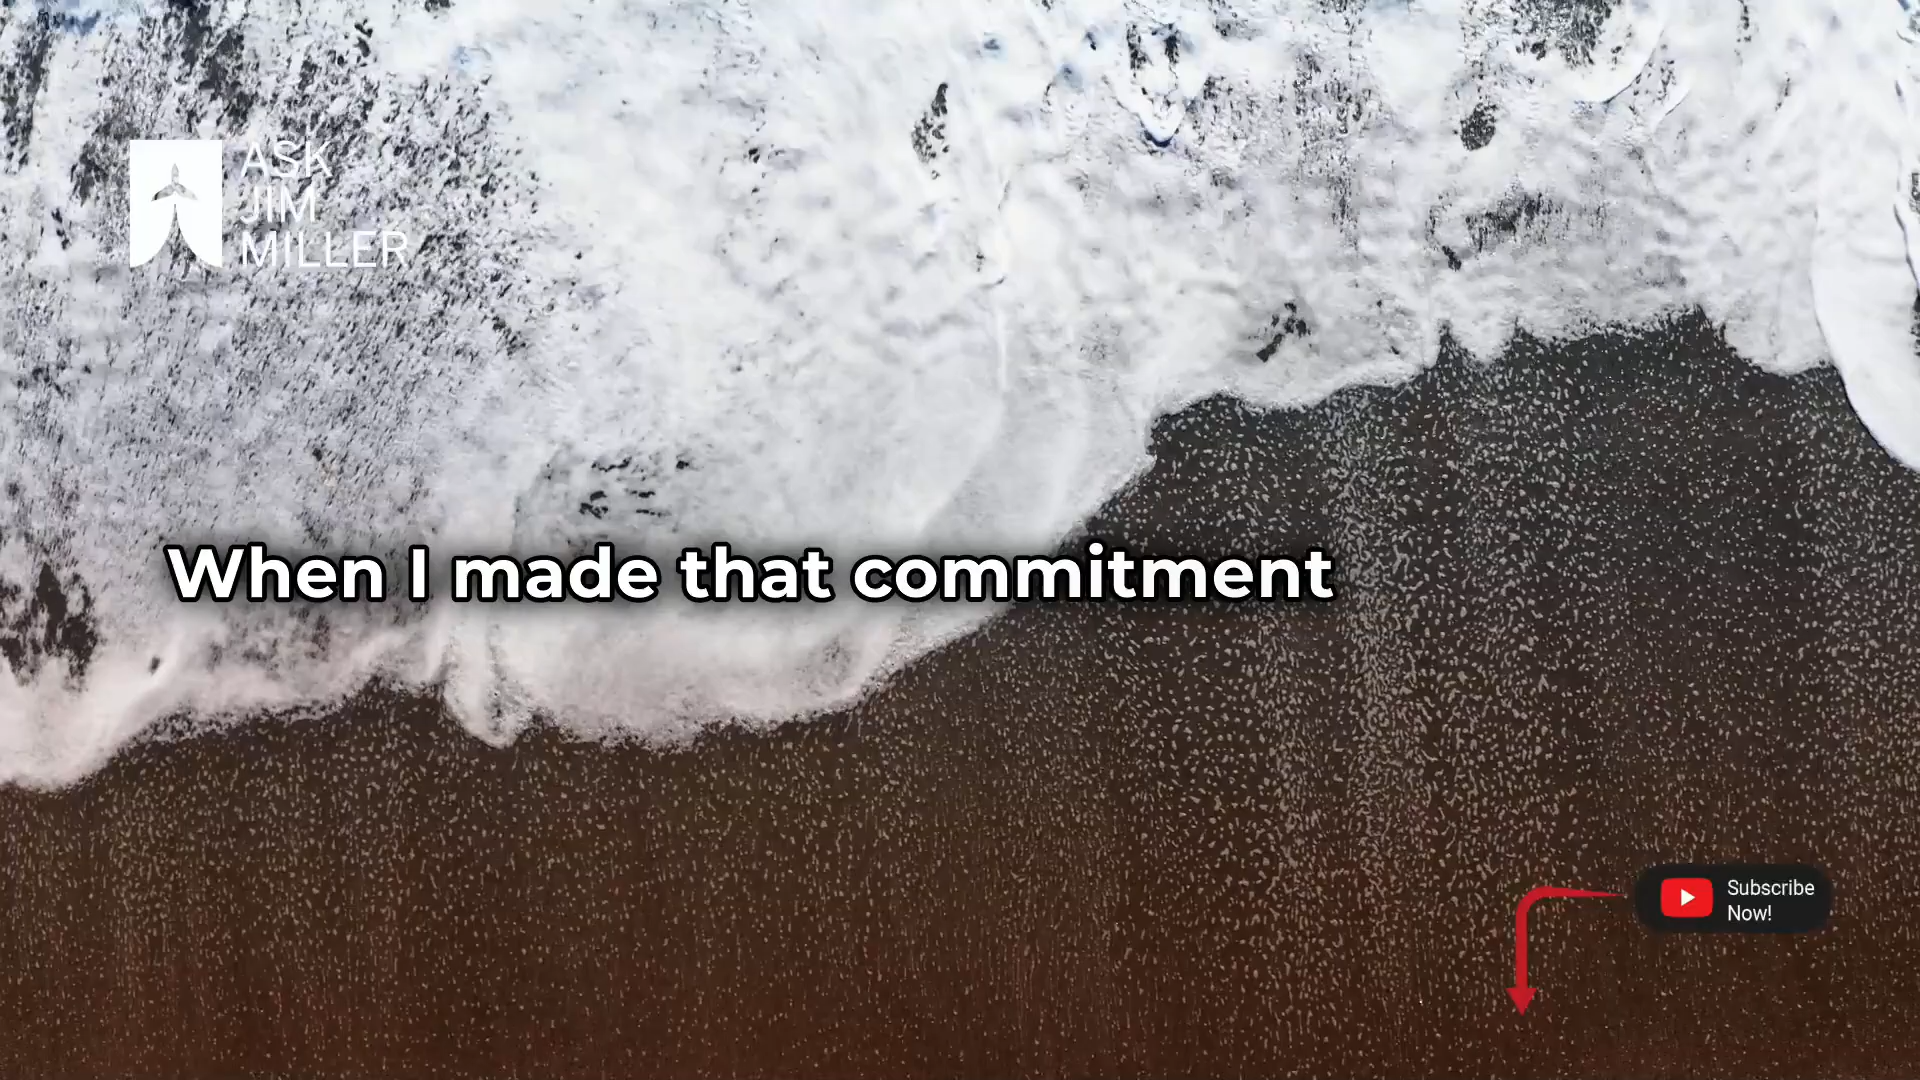 ASK
JIM
MILLER
When I made that commitment
Subscribe
Now!